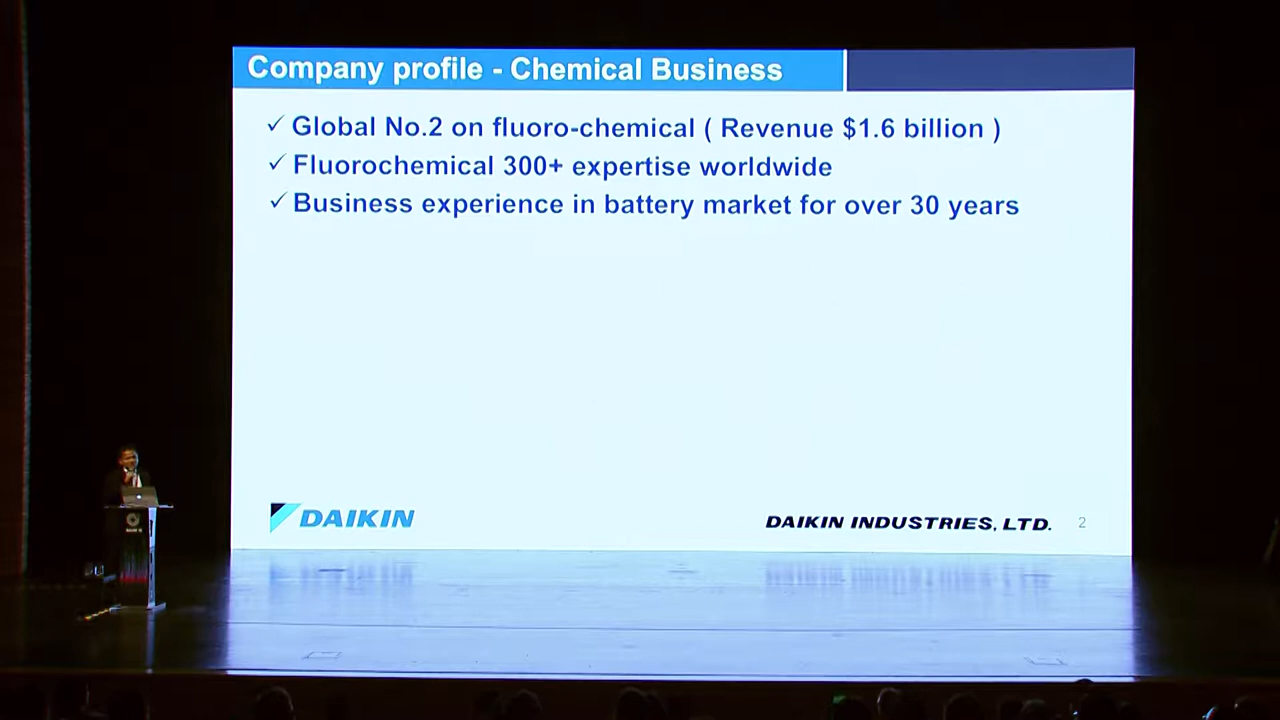 Company profile - Chemical Business
✓ Global No.2 on fluoro-chemical ( Revenue $1.6 billion )
✓ Fluorochemical 300+ expertise worldwide
✓ Business experience in battery market for over 30 years
DAIKIN
DAIKIN INDUSTRIES, LTD. 2